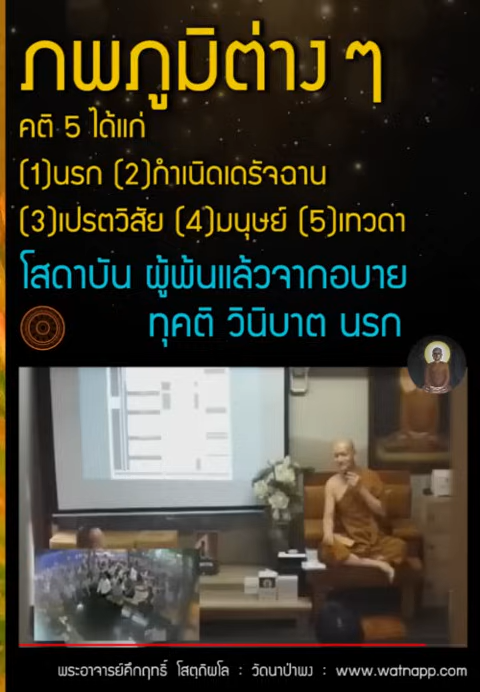 ภพภูมิต่าง ๆ
คติ 5 ได้แก่
(1)นรก (2)กำเนิดเดรัจฉาน
(3)เปรตวิสัย (4)มนุษย์ (5)เทวดา
โสดาบัน ผู้พ้นแล้วจากอบาย
ทุคติ วินิบาต นรก
พระอาจารย์คึกฤทธิ์ โสตฺถิผโล : วัดนาป่าพง : www.watnapp.com